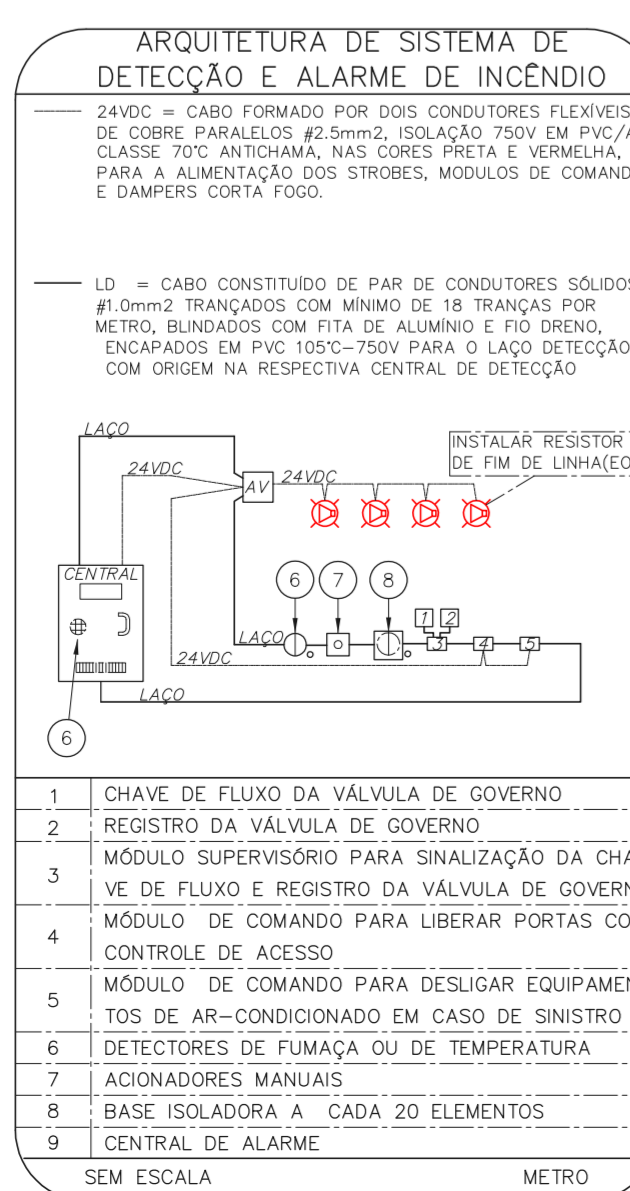 ARQUITETURA DE SISTEMA DE
DETECÇÃO E ALARME DE INCÊNDIO
24VDC = CABO FORMADO POR DOIS CONDUTORES FLEXÍVEIS
DE COBRE PARALELOS #2.5mm2, ISOLAÇÃO 750V EM PVC/A
CLASSE 70°C ANTICHAMA, NAS CORES PRETA E VERMELHA,
PARA A ALIMENTAÇÃO DOS STROBES, MODULOS DE COMAND
E DAMPERS CORTA FOGO.
LD = CABO CONSTITUÍDO DE PAR DE CONDUTORES SÓLIDOS
#1.0mm2 TRANÇADOS COM MÍNIMO DE 18 TRANÇAS POR
METRO, BLINDADOS COM FITA DE ALUMÍNIO E FIO DRENO,
ENCAPADOS EM PVC 105°C-750V PARA O LAÇO DETECÇÃO
COM ORIGEM NA RESPECTIVA CENTRAL DE DETECÇÃO
LAÇO
INSTALAR RESISTOR
DE FIM DE LINHA(EO
24VDC
AV
24VDC
CENTRAL
6
7
8
1
2
LAÇO
3
4
5
24VDC
LAÇO
6
1 CHAVE DE FLUXO DA VÁLVULA DE GOVERNO
2 REGISTRO DA VÁLVULA DE GOVERNO
3 MÓDULO SUPERVISÓRIO PARA SINALIZAÇÃO DA CHA
VE DE FLUXO E REGISTRO DA VÁLVULA DE GOVERN
4 MÓDULO DE COMANDO PARA LIBERAR PORTAS CO
CONTROLE DE ACESSO
5 MÓDULO DE COMANDO PARA DESLIGAR EQUIPAMEN
TOS DE AR-CONDICIONADO EM CASO DE SINISTRO
6 DETECTORES DE FUMAÇA OU DE TEMPERATURA
7 ACIONADORES MANUAIS
8 BASE ISOLADORA A CADA 20 ELEMENTOS
9 CENTRAL DE ALARME
SEM ESCALA METRO